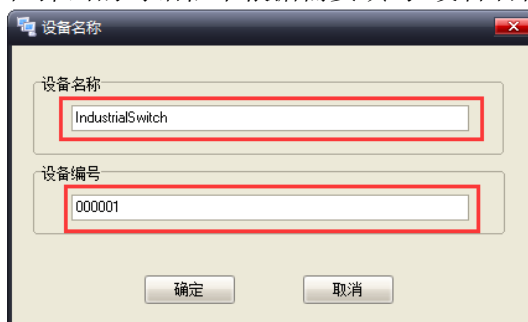 设备名称
设备名称
IndustrialSwitch
设备编号
000001
确定
取消